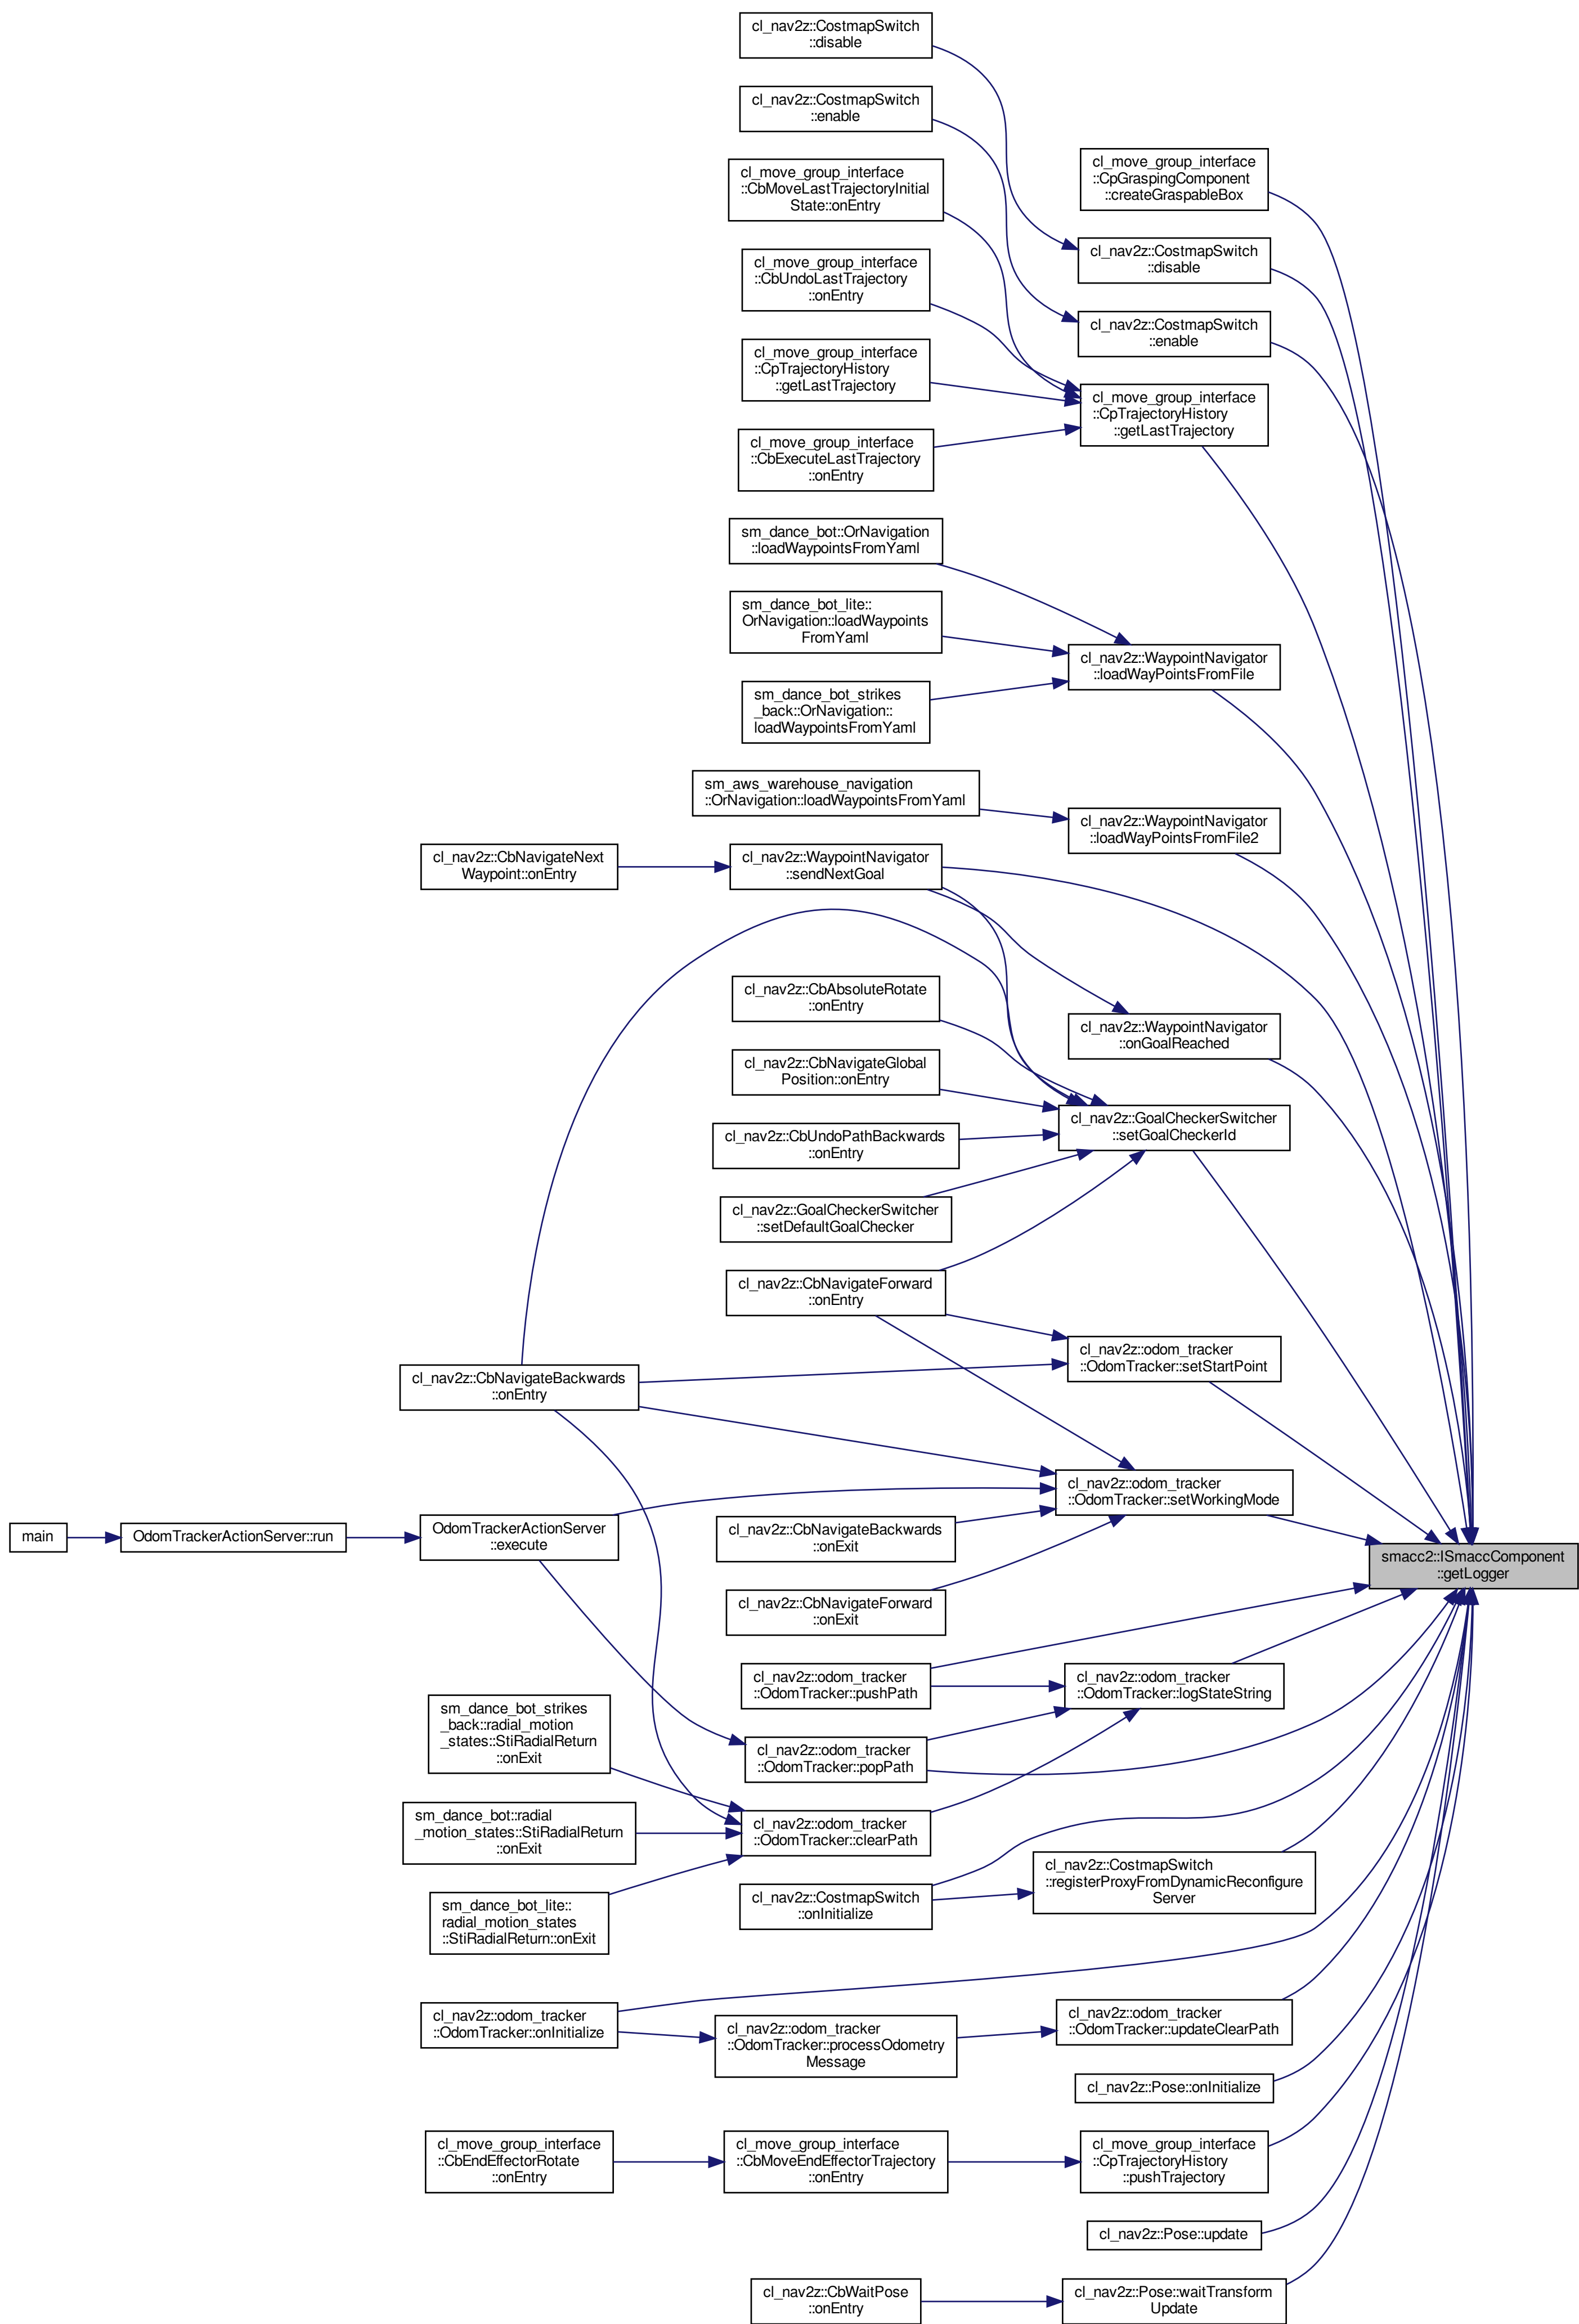 cl_nav2z::CostmapSwitch
::disable
cl_nav2z::CostmapSwitch
::enable
cl_move_group_interface
::CbMoveLastTrajectoryInitial
State::onEntry
cl_move_group_interface
::CbUndoLastTrajectory
::onEntry
cl_move_group_interface
::CpTrajectoryHistory
::getLastTrajectory
cl_move_group_interface
::CbExecuteLastTrajectory
::onEntry
cl_move_group_interface
::CpGraspingComponent
::createGraspableBox
cl_nav2z::CostmapSwitch
::disable
cl_nav2z::CostmapSwitch
::enable
cl_move_group_interface
::CpTrajectoryHistory
::getLastTrajectory
sm_dance_bot::OrNavigation
::loadWaypointsFromYaml
sm_dance_bot_lite::
OrNavigation::loadWaypoints
FromYaml
sm_dance_bot_strikes
_back::OrNavigation::
loadWaypointsFromYaml
cl_nav2z::WaypointNavigator
::loadWayPointsFromFile
sm_aws_warehouse_navigation
::OrNavigation::loadWaypointsFromYaml
cl_nav2z::WaypointNavigator
::loadWayPointsFromFile2
cl_nav2z::CbNavigateNext
Waypoint::onEntry
cl_nav2z::WaypointNavigator
::sendNextGoal
cl_nav2z::CbAbsoluteRotate
::onEntry
cl_nav2z::WaypointNavigator
::onGoalReached
cl_nav2z::CbNavigateGlobal
Position::onEntry
cl_nav2z::GoalCheckerSwitcher
::setGoalCheckerId
cl_nav2z::CbUndoPathBackwards
::onEntry
cl_nav2z::GoalCheckerSwitcher
::setDefaultGoalChecker
cl_nav2z::CbNavigateForward
::onEntry
cl_nav2z::odom_tracker
::OdomTracker::setStartPoint
cl_nav2z::CbNavigateBackwards
::onEntry
cl_nav2z::odom_tracker
::OdomTracker::setWorkingMode
main
OdomTrackerActionServer::run
OdomTrackerActionServer
::execute
cl_nav2z::CbNavigateBackwards
::onExit
smacc2::ISmaccComponent
::getLogger
cl_nav2z::CbNavigateForward
::onExit
cl_nav2z::odom_tracker
::OdomTracker::pushPath
cl_nav2z::odom_tracker
::OdomTracker::logStateString
sm_dance_bot_strikes
_back::radial_motion
_states::StiRadialReturn
::onExit
cl_nav2z::odom_tracker
::OdomTracker::popPath
sm_dance_bot::radial
_motion_states::StiRadialReturn
::onExit
cl_nav2z::odom_tracker
::OdomTracker::clearPath
sm_dance_bot_lite::
radial_motion_states
::StiRadialReturn::onExit
cl_nav2z::CostmapSwitch
::onInitialize
cl_nav2z::CostmapSwitch
::registerProxyFromDynamicReconfigure
Server
cl_nav2z::odom_tracker
::OdomTracker::onInitialize
cl_nav2z::odom_tracker
::OdomTracker::processOdometry
Message
cl_nav2z::odom_tracker
::OdomTracker::updateClearPath
cl_nav2z::Pose::onInitialize
cl_move_group_interface
::CbEndEffectorRotate
::onEntry
cl_move_group_interface
::CbMoveEndEffectorTrajectory
::onEntry
cl_move_group_interface
::CpTrajectoryHistory
::pushTrajectory
cl_nav2z::Pose::update
cl_nav2z::CbWaitPose
::onEntry
cl_nav2z::Pose::waitTransform
Update